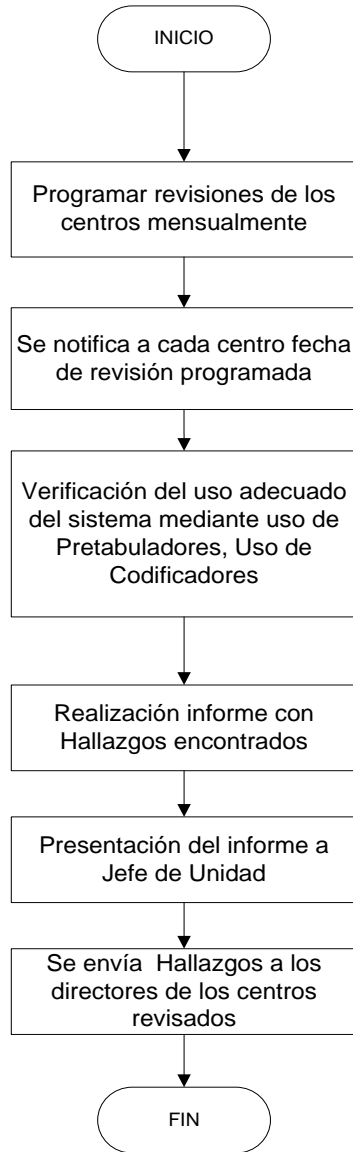 INICIO
Programar revisiones de los
centros mensualmente
Se notifica a cada centro fecha
de revisión programada
Verificación del uso adecuado
del sistema mediante uso de
Pretabuladores, Uso de
Codificadores
Realización informe con
Hallazgos encontrados
Presentación del informe a
Jefe de Unidad
Se envía  Hallazgos a los
directores de los centros
revisados
FIN